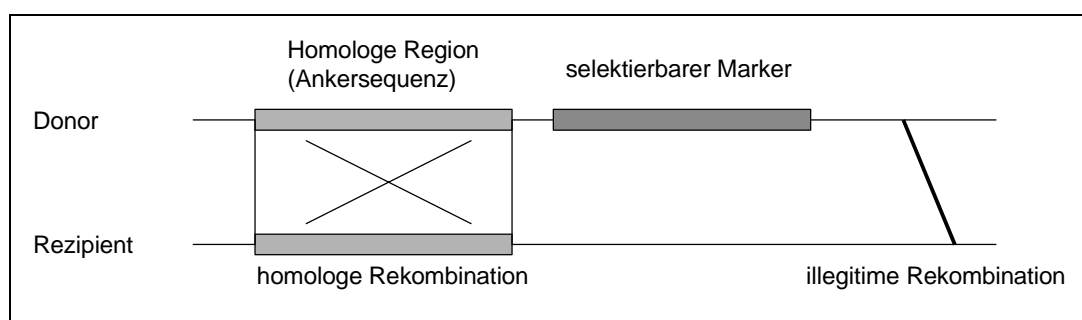 Homologe Region
(Ankersequenz)
selektierbarer Marker
Donor
Rezipient
homologe Rekombination
illegitime Rekombination